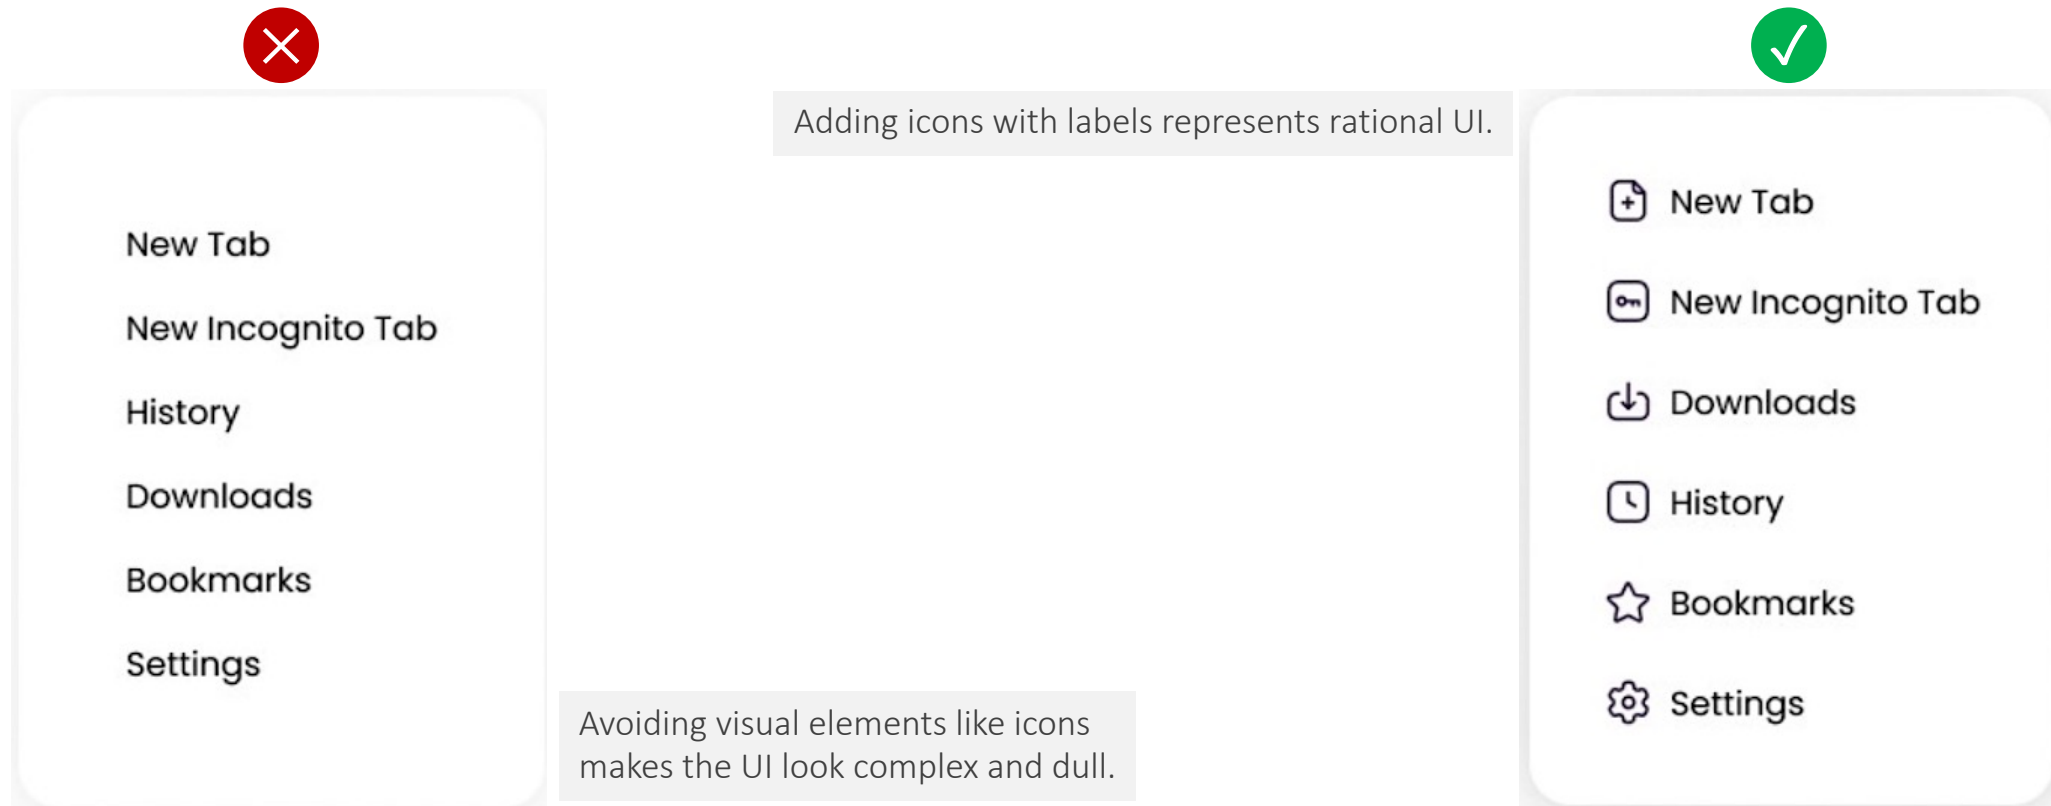 New Tab
New Incognito Tab
History
Downloads
Bookmarks
Settings
Avoiding visual elements like icons
makes the UI look complex and dull.
Adding icons with labels represents rational UI.
New Tab
New Incognito Tab
Downloads
History
Bookmarks
Settings